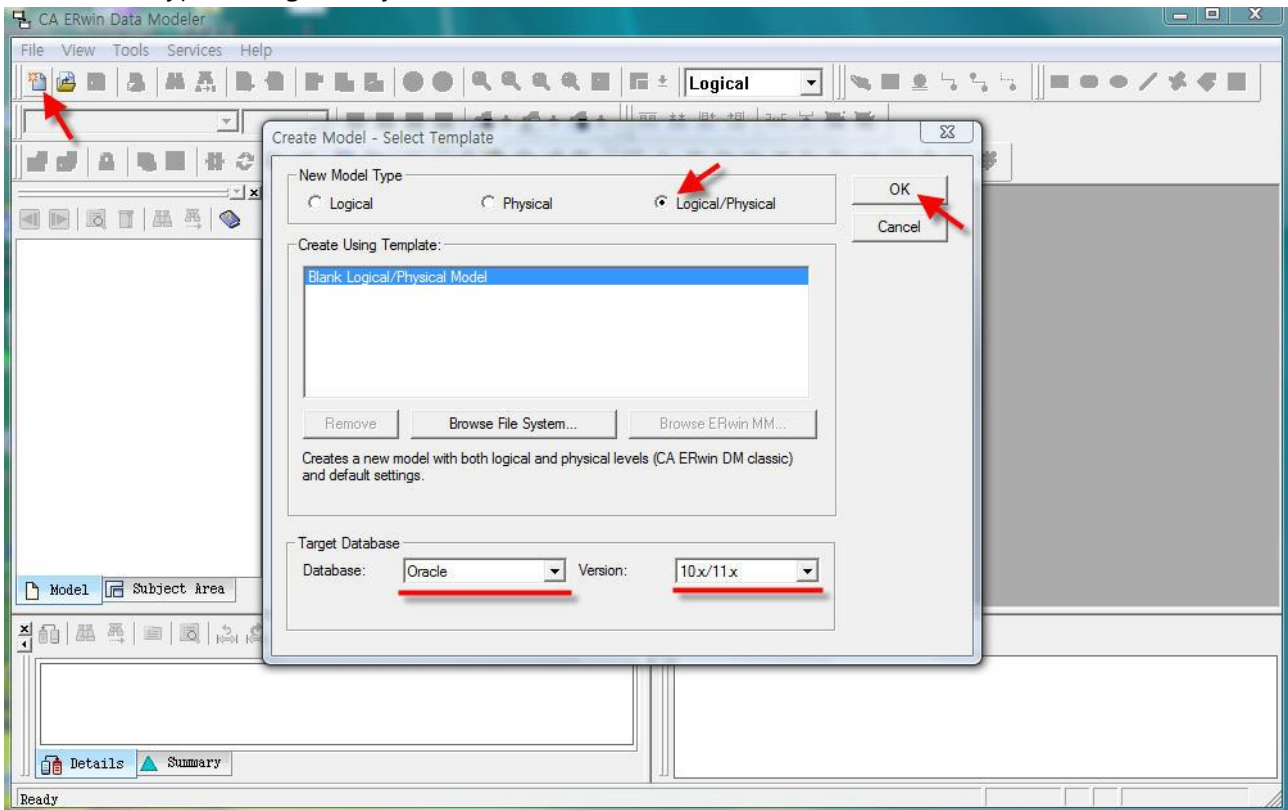 CA ERwin Data Modeler
File View Tools Services Help
Logical
Create Model - Select Template
New Model Type
Logical Physical Logical/Physical
OK
Cancel
Create Using Template:
Blank Logical/Physical Model
Remove Browse File System... Browse ERwin MM...
Creates a new model with both logical and physical levels (CA ERwin DM classic)
and default settings.
Target Database
Database: Oracle Version: 10.x/11.x
Model Subject Area
Details Summary
Ready